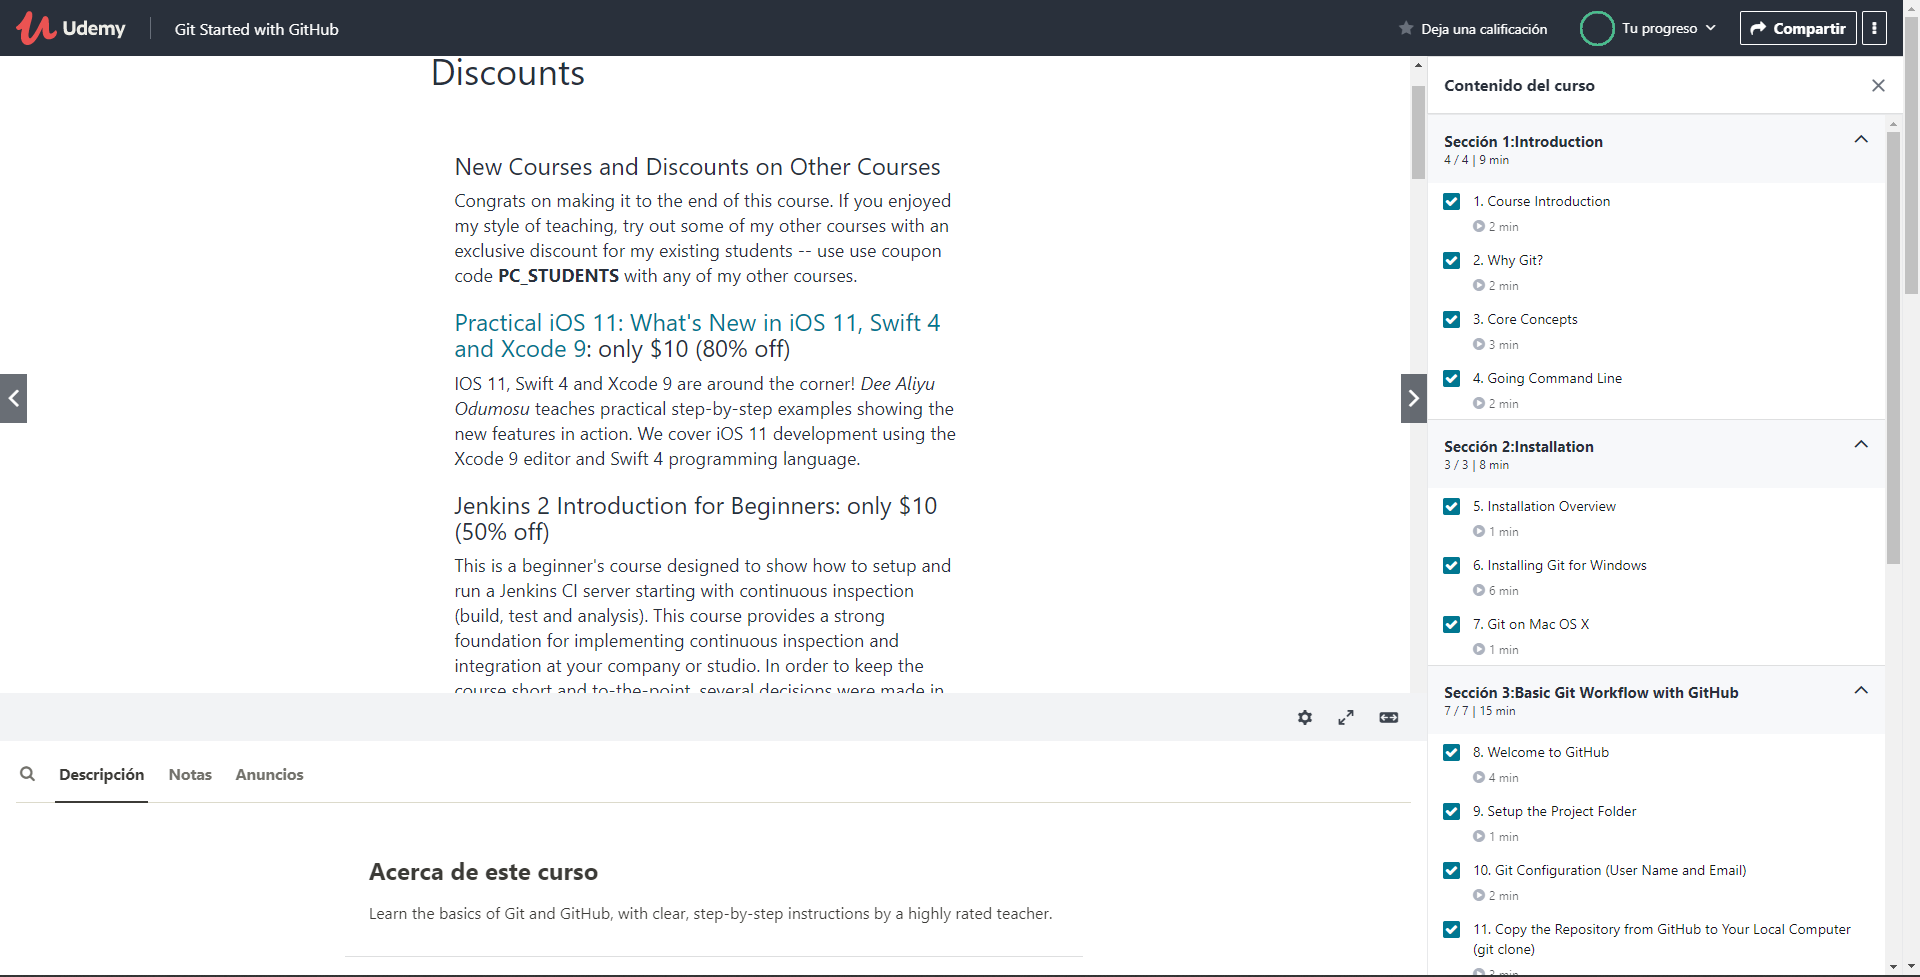 Udemy
Git Started with GitHub
Deja una calificación
Tu progreso
Compartir
Discounts
New Courses and Discounts on Other Courses
Congrats on making it to the end of this course. If you enjoyed
my style of teaching, try out some of my other courses with an
exclusive discount for my existing students -- use use coupon
code PC_STUDENTS with any of my other courses.
Practical iOS 11: What's New in iOS 11, Swift 4
and Xcode 9: only $10 (80% off)
IOS 11, Swift 4 and Xcode 9 are around the corner! Dee Aliyu
Odumosu teaches practical step-by-step examples showing the
new features in action. We cover iOS 11 development using the
Xcode 9 editor and Swift 4 programming language.
Jenkins 2 Introduction for Beginners: only $10
(50% off)
This is a beginner's course designed to show how to setup and
run a Jenkins CI server starting with continuous inspection
(build, test and analysis). This course provides a strong
foundation for implementing continuous inspection and
integration at your company or studio. In order to keep the
course short and to-the-point, several decisions were made in
Descripción
Notas
Anuncios
Acerca de este curso
Learn the basics of Git and GitHub, with clear, step-by-step instructions by a highly rated teacher.
Contenido del curso
Sección 1:Introduction
4 / 4 | 9 min
1. Course Introduction
2 min
2. Why Git?
2 min
3. Core Concepts
3 min
4. Going Command Line
2 min
Sección 2:Installation
3 / 3 | 8 min
5. Installation Overview
1 min
6. Installing Git for Windows
6 min
7. Git on Mac OS X
1 min
Sección 3:Basic Git Workflow with GitHub
7 / 7 | 15 min
8. Welcome to GitHub
4 min
9. Setup the Project Folder
1 min
10. Git Configuration (User Name and Email)
2 min
11. Copy the Repository from GitHub to Your Local Computer
(git clone)